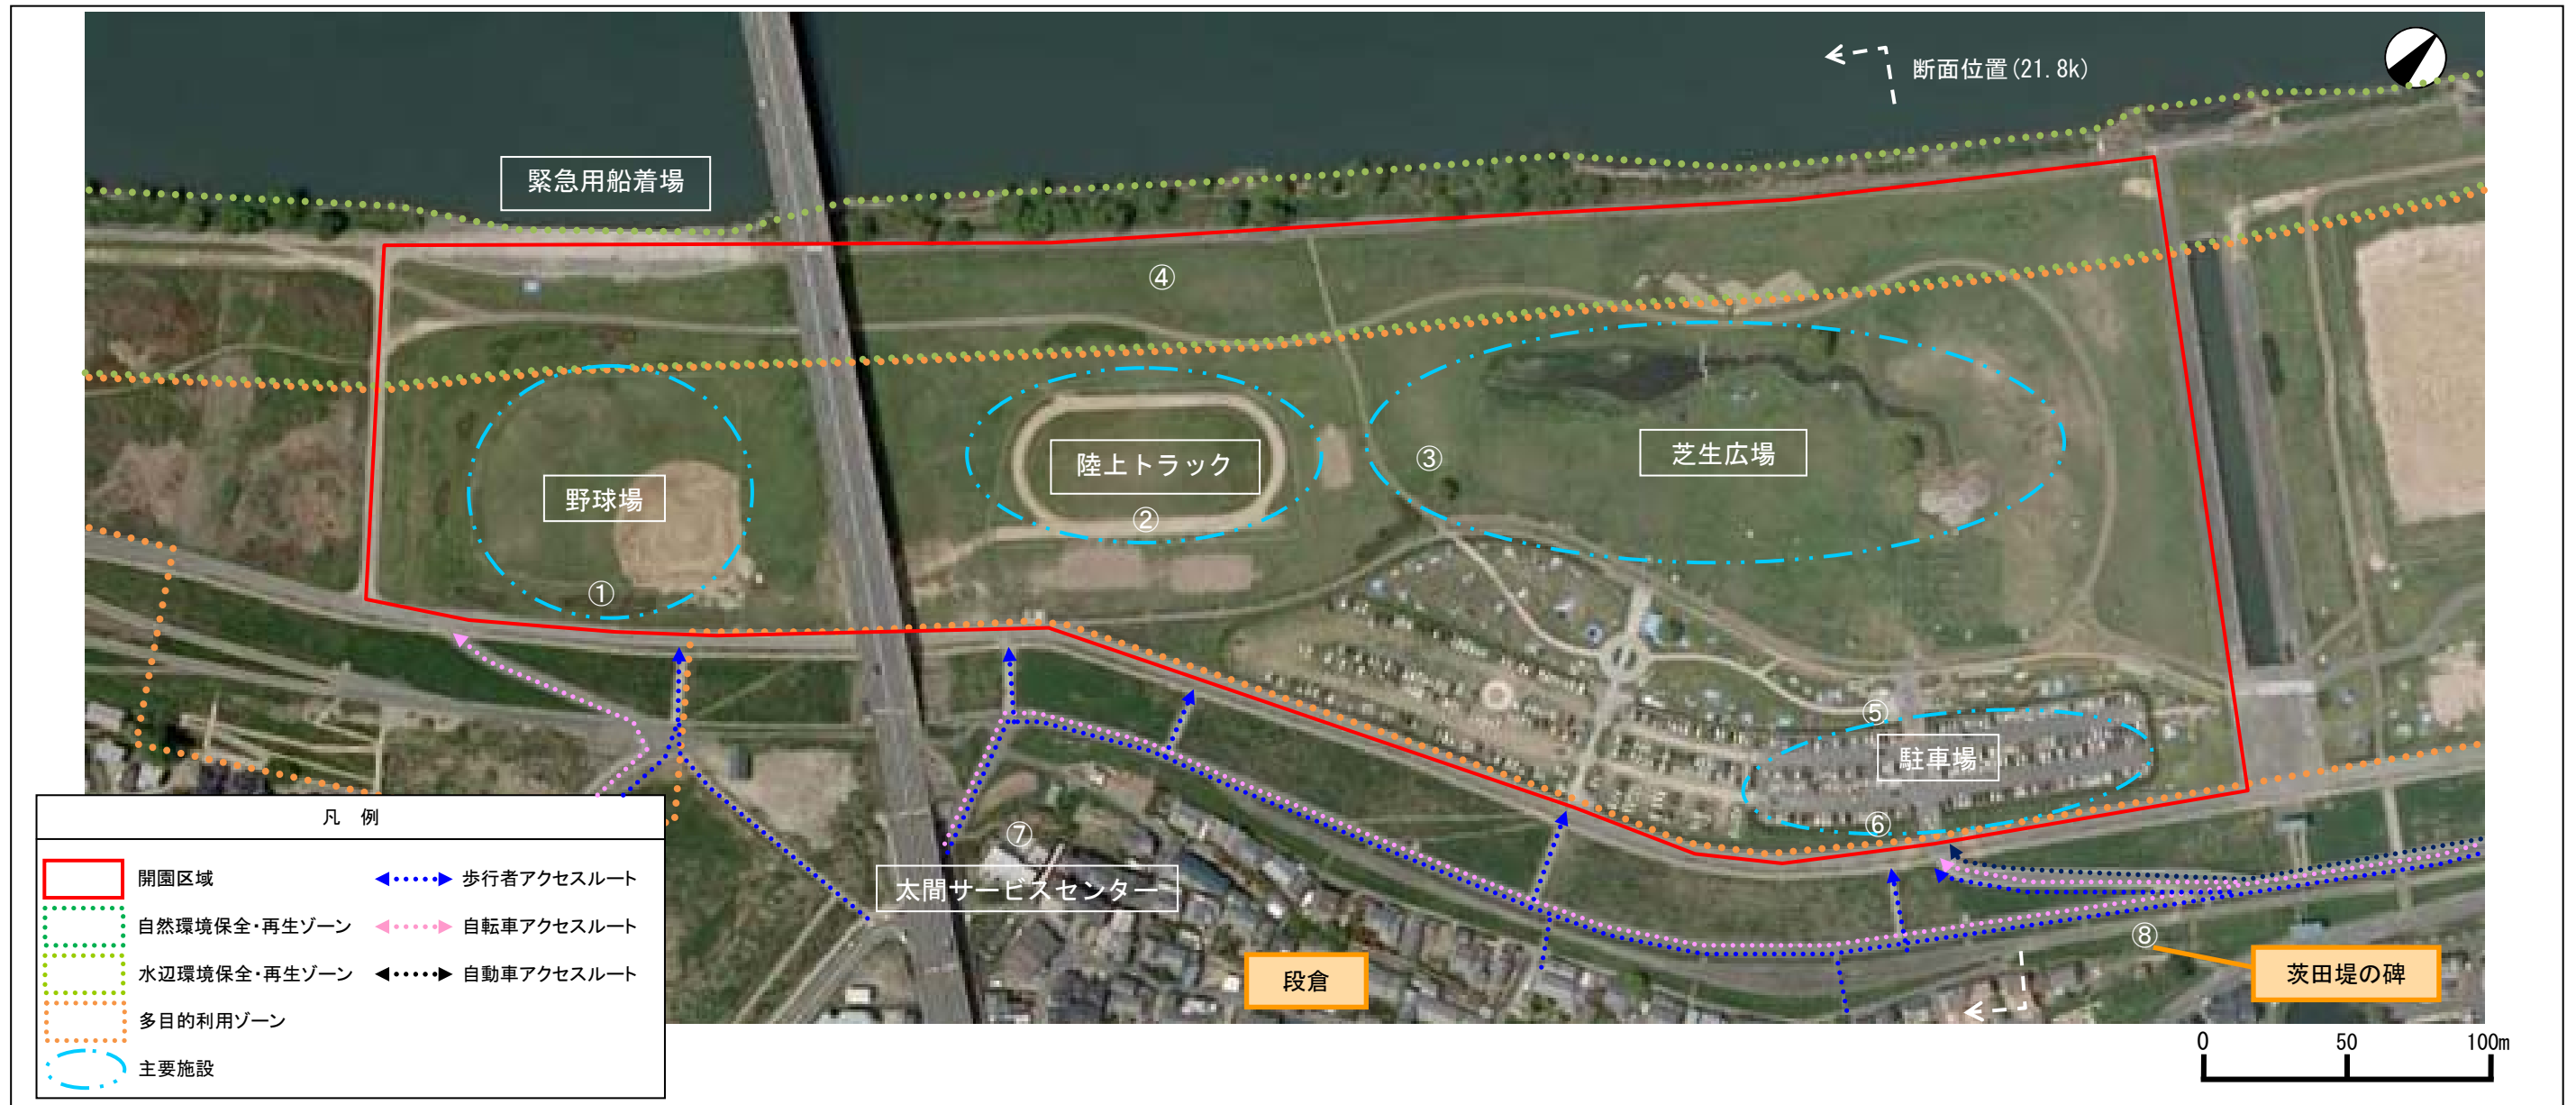 断面位置(21.8k)
緊急用船着場
④
③
陸上トラック
芝生広場
野球場
②
①
⑤
駐車場
⑥
⑦
太間サービスセンター
⑧
段倉
茨田堤の碑
凡 例
開園区域
歩行者アクセスルート
自然環境保全・再生ゾーン
自転車アクセスルート
水辺環境保全・再生ゾーン
自動車アクセスルート
多目的利用ゾーン
主要施設
0 50 100m